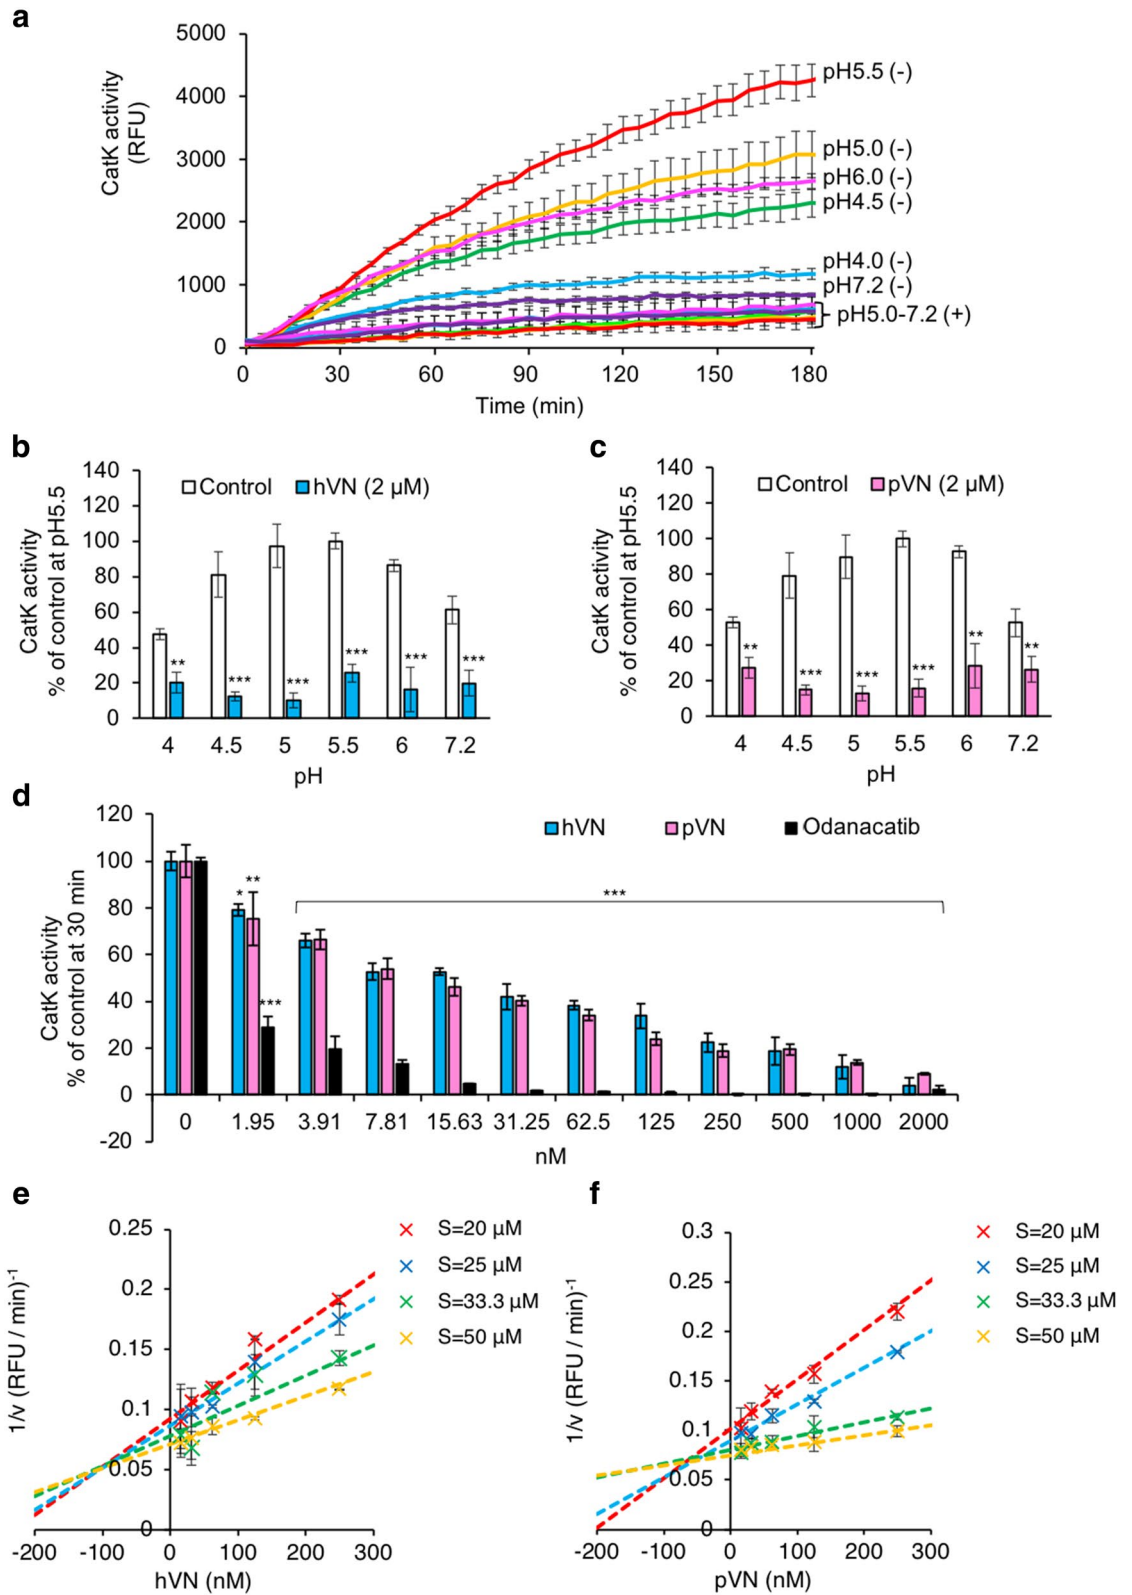 a
5000
4000
3000
2000
1000
0
CatK activity
(RFU)
0 30 60 90 120 150 180
Time (min)
pH5.5 (-)
pH5.0 (-)
pH6.0 (-)
pH4.5 (-)
pH4.0 (-)
pH7.2 (-)
pH5.0-7.2 (+)
b
140
120
100
80
60
40
20
0
CatK activity
% of control at pH5.5
Control hVN (2 µM)
** *** *** *** *** ***
4 4.5 5 5.5 6 7.2
pH
c
140
120
100
80
60
40
20
0
CatK activity
% of control at pH5.5
Control pVN (2 µM)
** *** *** *** ** **
4 4.5 5 5.5 6 7.2
pH
d
120
100
80
60
40
20
0
-20
CatK activity
% of control at 30 min
hVN pVN Odanacatib
* ** *** ***
0 1.95 3.91 7.81 15.63 31.25 62.5 125 250 500 1000 2000
nM
e
0.25
0.2
0.15
0.1
0.05
0
1/v (RFU / min)-1
S=20 µM
S=25 µM
S=33.3 µM
S=50 µM
-200 -100 0 100 200 300
hVN (nM)
f
0.3
0.25
0.2
0.15
0.1
0.05
0
1/v (RFU / min)-1
S=20 µM
S=25 µM
S=33.3 µM
S=50 µM
-200 -100 0 100 200 300
pVN (nM)